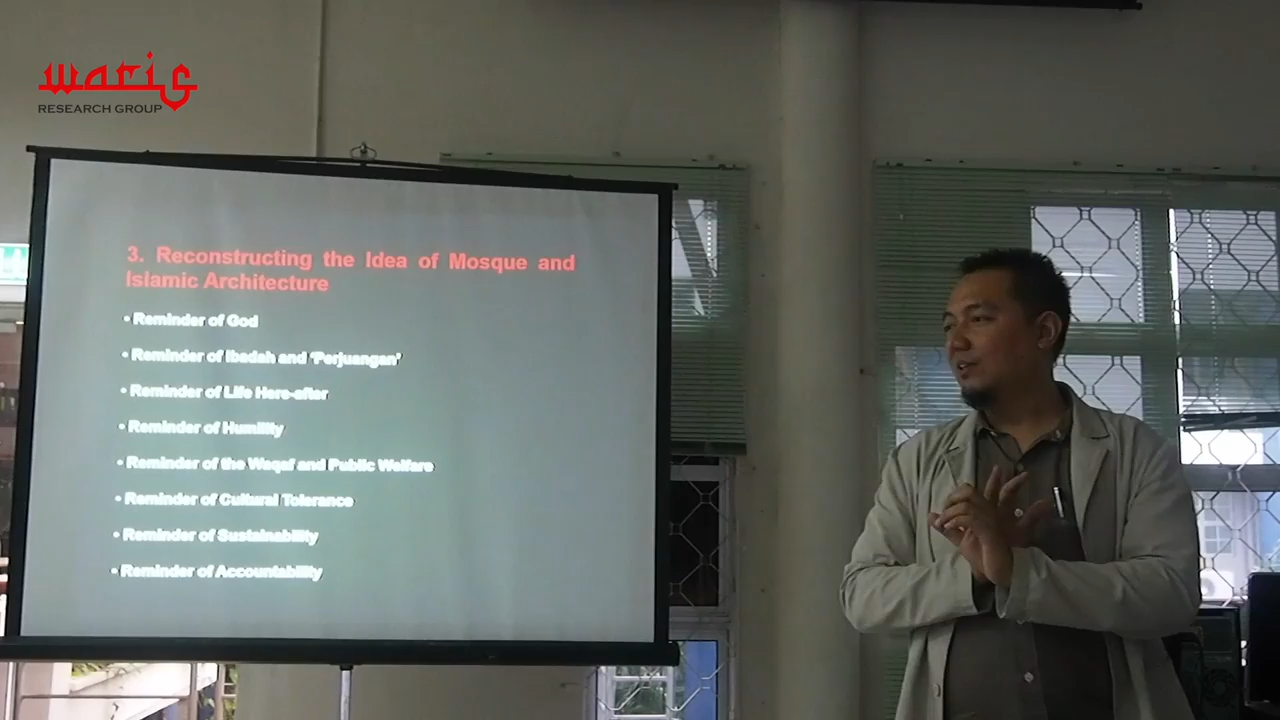 waris
RESEARCH GROUP
3. Reconstructing the Idea of Mosque and
Islamic Architecture
• Reminder of God
• Reminder of Ibadah and 'Perjuangan'
• Reminder of Life Here-after
• Reminder of Humility
• Reminder of the Waqaf and Public Welfare
• Reminder of Cultural Tolerance
• Reminder of Sustainability
• Reminder of Accountability